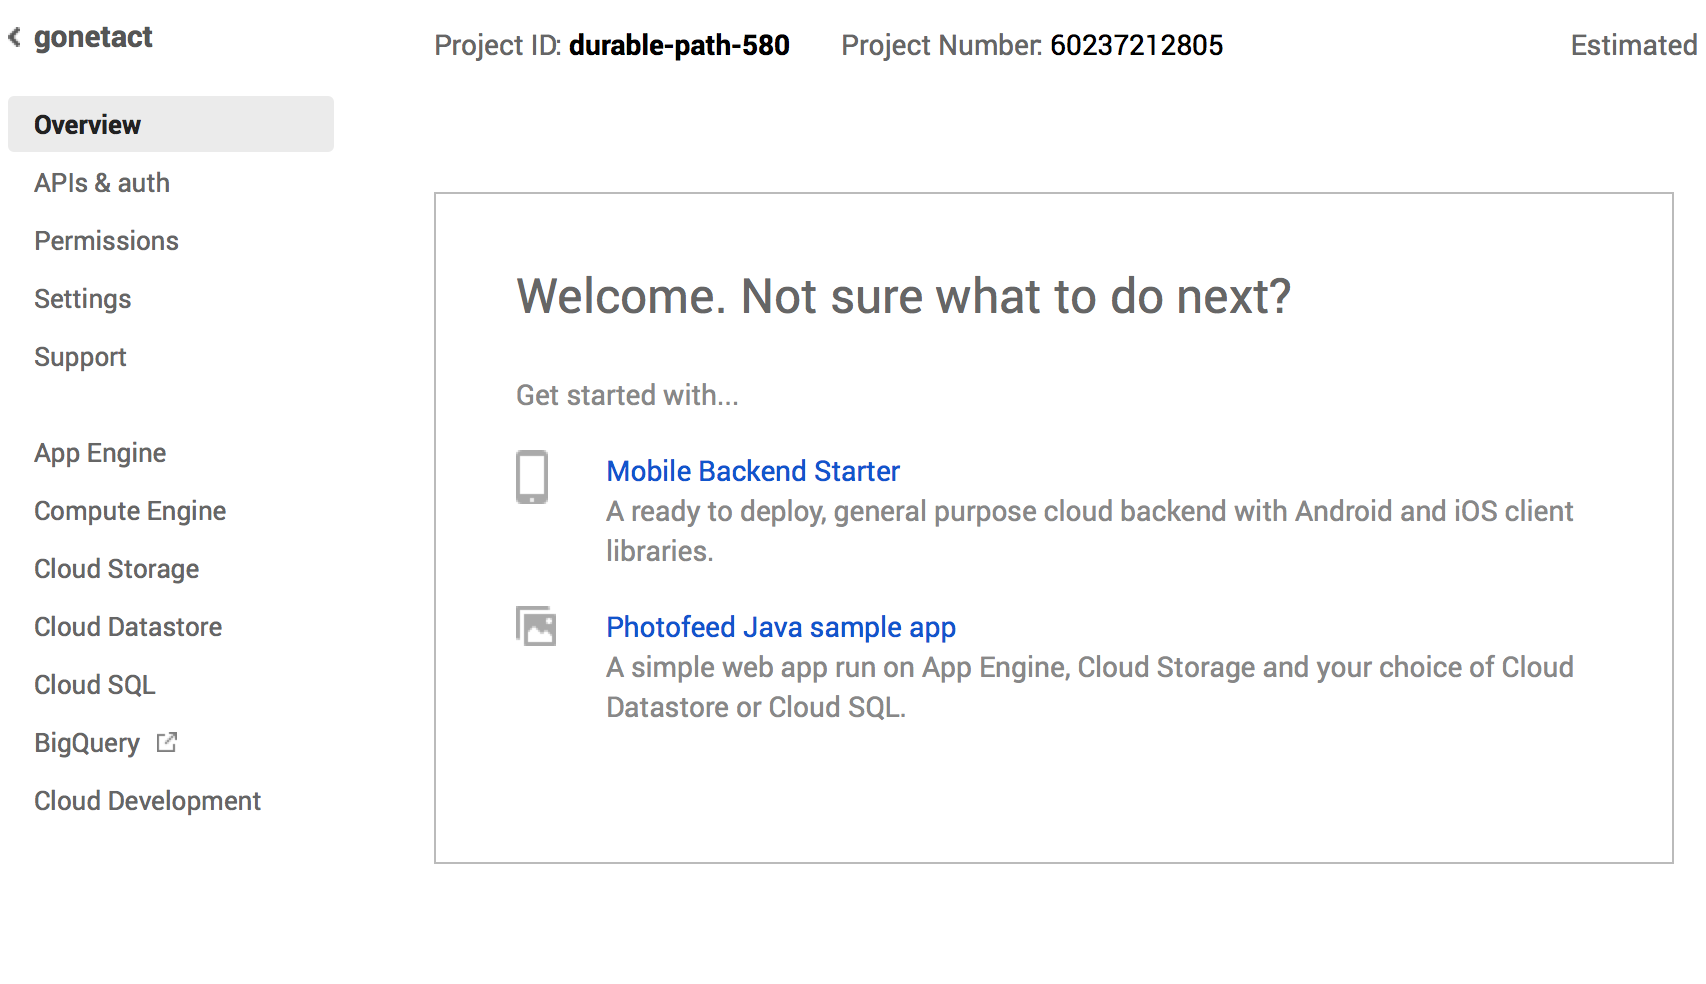 gonetact
Project ID: durable-path-580 Project Number: 60237212805 Estimated
Overview
APIs & auth
Permissions
Settings
Support
App Engine
Compute Engine
Cloud Storage
Cloud Datastore
Cloud SQL
BigQuery
Cloud Development
Welcome. Not sure what to do next?
Get started with...
Mobile Backend Starter
A ready to deploy, general purpose cloud backend with Android and iOS client
libraries.
Photofeed Java sample app
A simple web app run on App Engine, Cloud Storage and your choice of Cloud
Datastore or Cloud SQL.